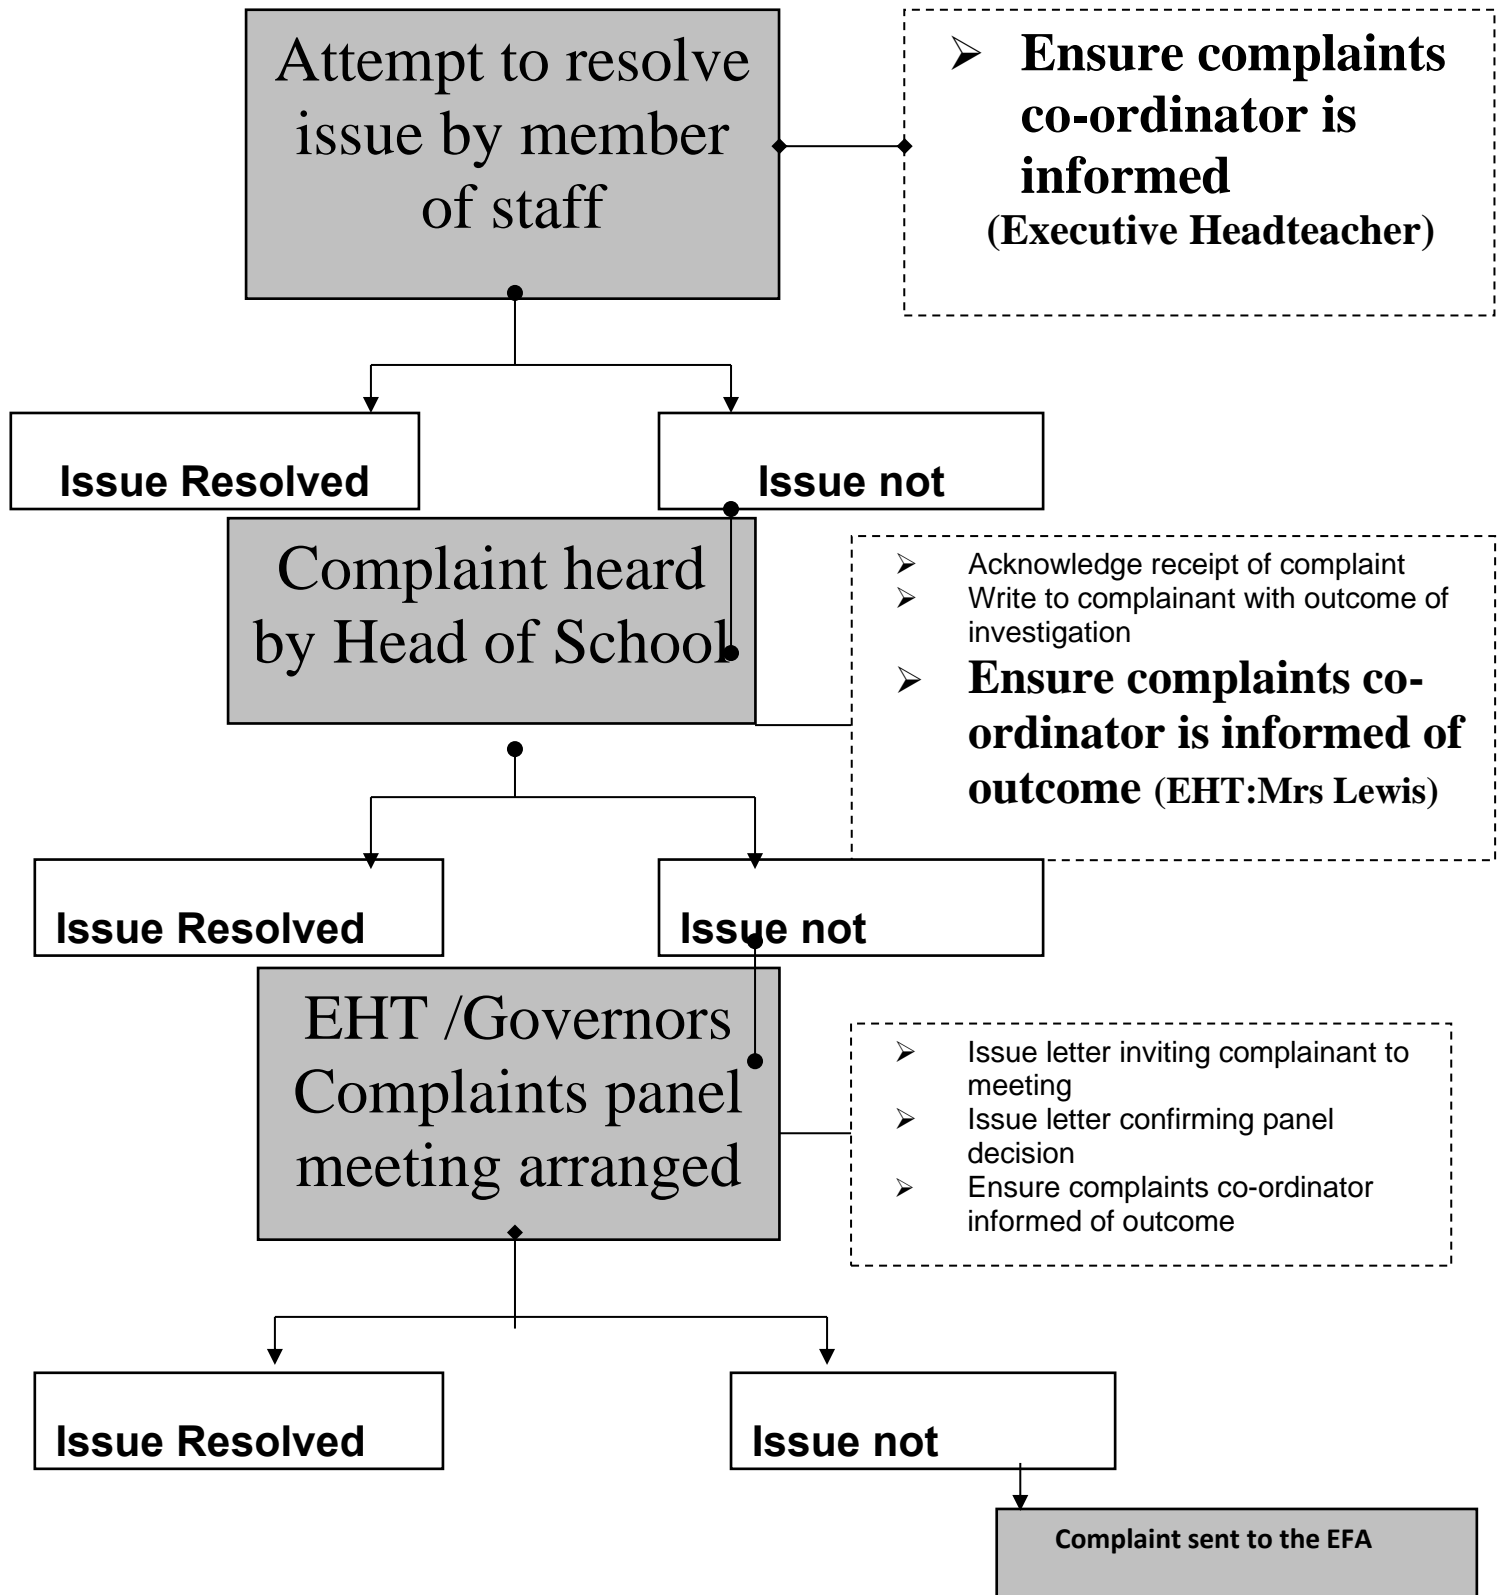 Attempt to resolve
issue by member
of staff
➢ Ensure complaints
co-ordinator is
informed
(Executive Headteacher)
Issue Resolved
Issue not
Complaint heard
by Head of School
➢ Acknowledge receipt of complaint
➢ Write to complainant with outcome of
investigation
➢ Ensure complaints co-
ordinator is informed of
outcome (EHT:Mrs Lewis)
Issue Resolved
Issue not
EHT /Governors
Complaints panel
meeting arranged
➢ Issue letter inviting complainant to
meeting
➢ Issue letter confirming panel
decision
➢ Ensure complaints co-ordinator
informed of outcome
Issue Resolved
Issue not
Complaint sent to the EFA